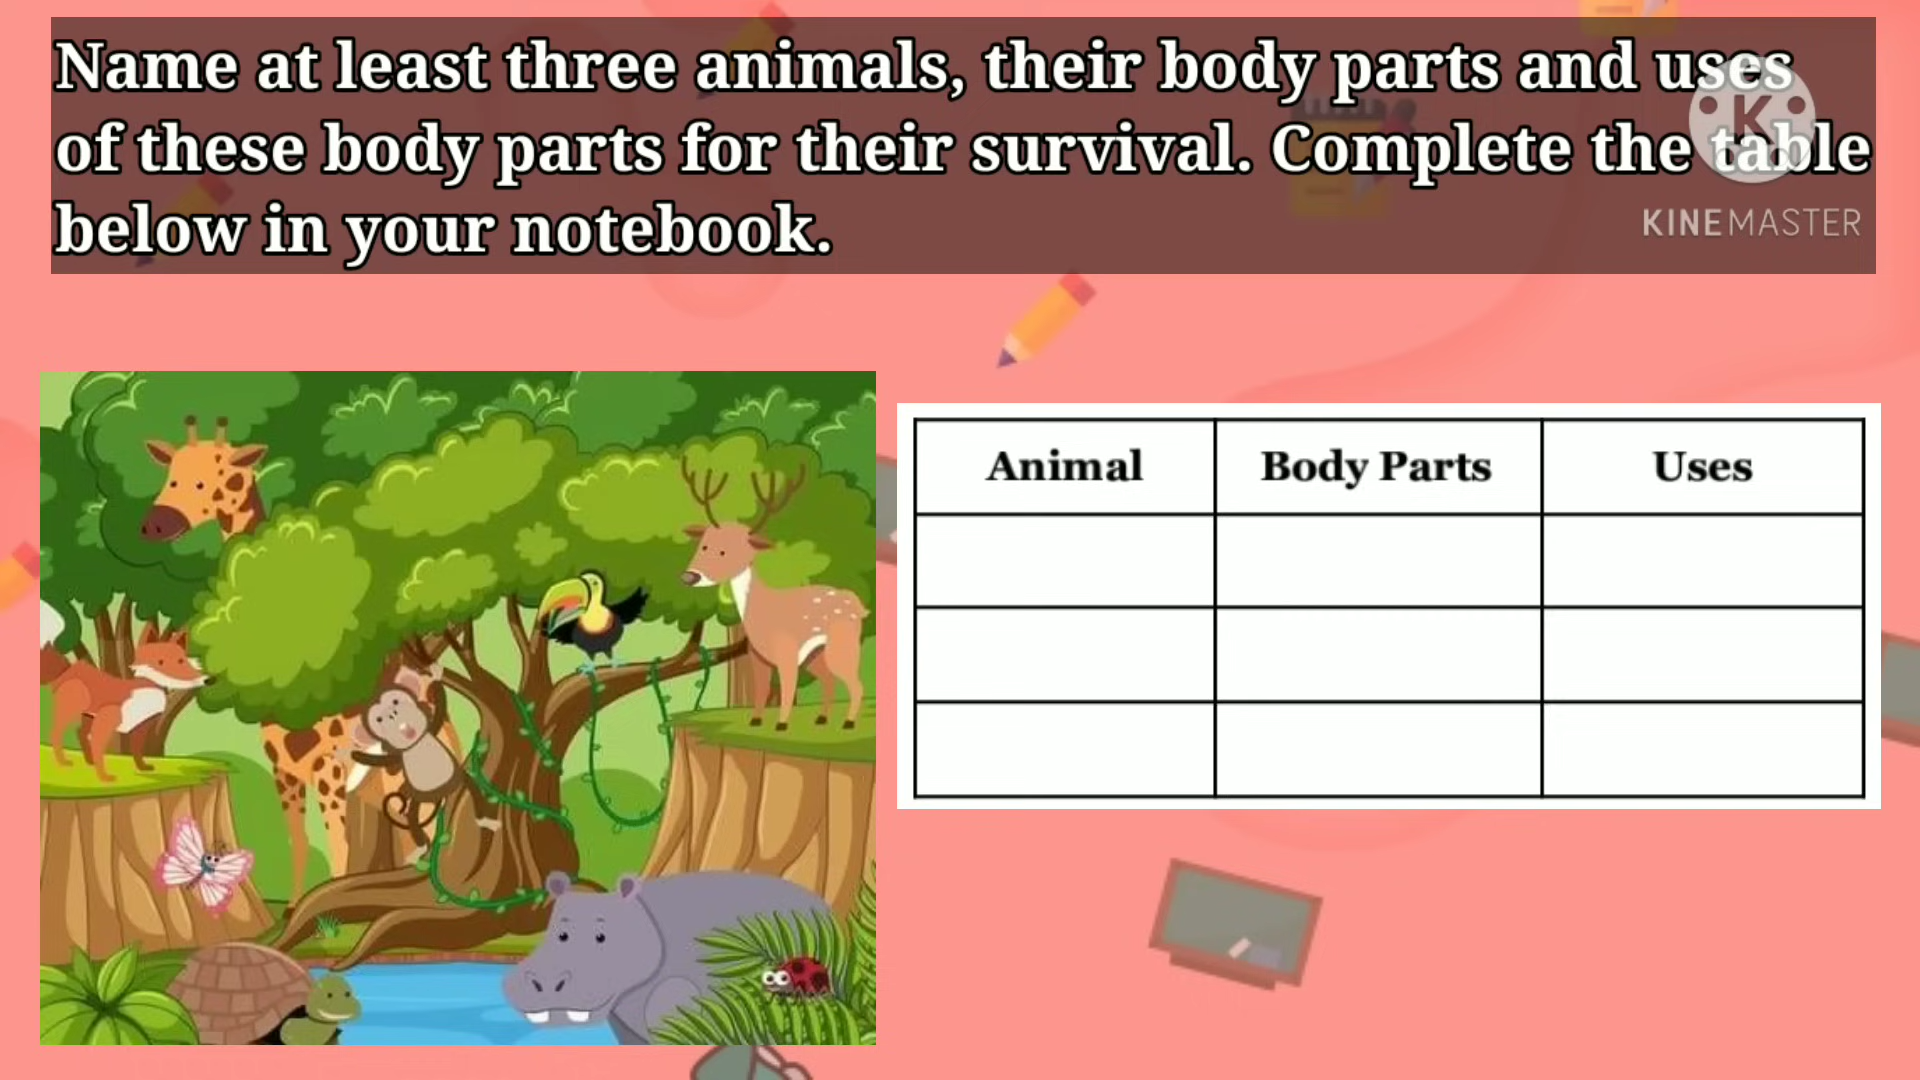 Name at least three animals, their body parts and uses
of these body parts for their survival. Complete the table
below in your notebook.
K
KINEMASTER
Animal Body Parts Uses